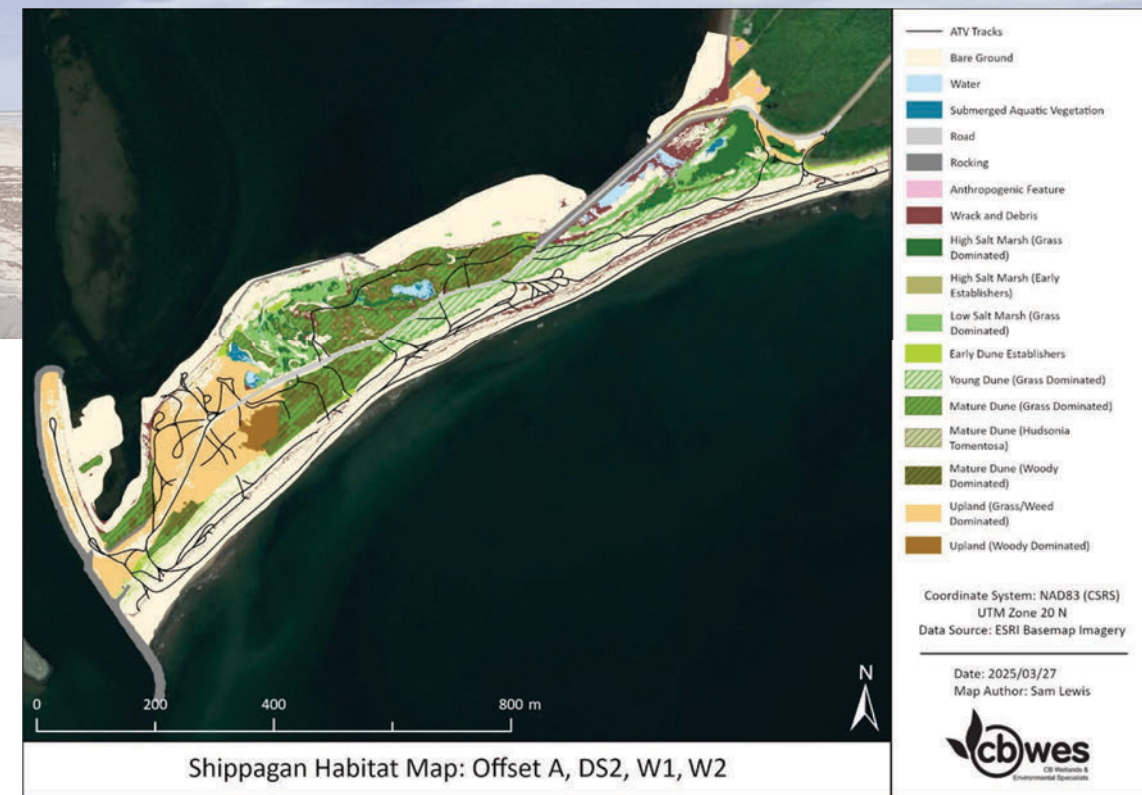 ATV Tracks
Bare Ground
Water
Submerged Aquatic Vegetation
Road
Rocking
Anthropogenic Feature
Wrack and Debris
High Salt Marsh (Grass
Dominated)
High Salt Marsh (Early
Establishers)
Low Salt Marsh (Grass
Dominated)
Early Dune Establishers
Young Dune (Grass Dominated)
Mature Dune (Grass Dominated)
Mature Dune (Hudsonia
Tomentosa)
Mature Dune (Woody
Dominated)
Upland (Grass/Weed
Dominated)
Upland (Woody Dominated)
Coordinate System: NAD83 (CSRS)
UTM Zone 20 N
Data Source: ESRI Basemap Imagery
Date: 2025/03/27
Map Author: Sam Lewis
cbwes
CB Wetlands &
Environmental Specialists
N
0 200 400 800 m
Shippagan Habitat Map: Offset A, DS2, W1, W2